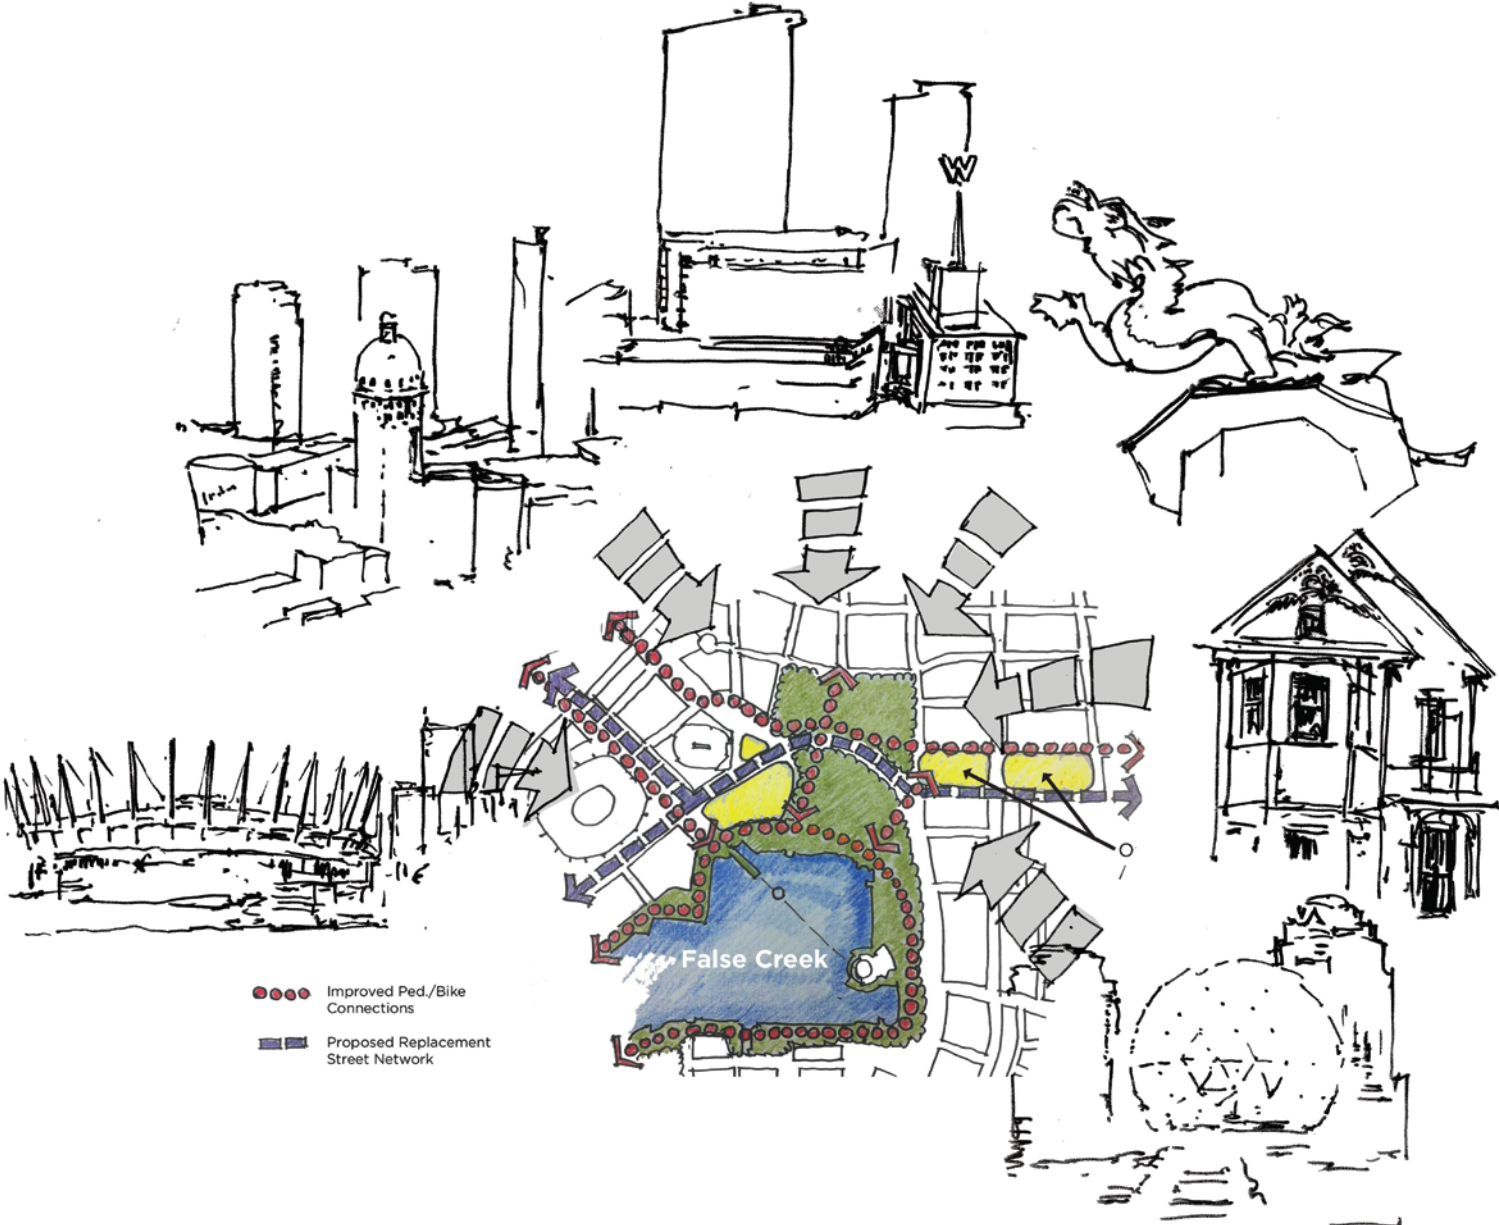 W
False Creek
Improved Ped./Bike
Connections
Proposed Replacement
Street Network